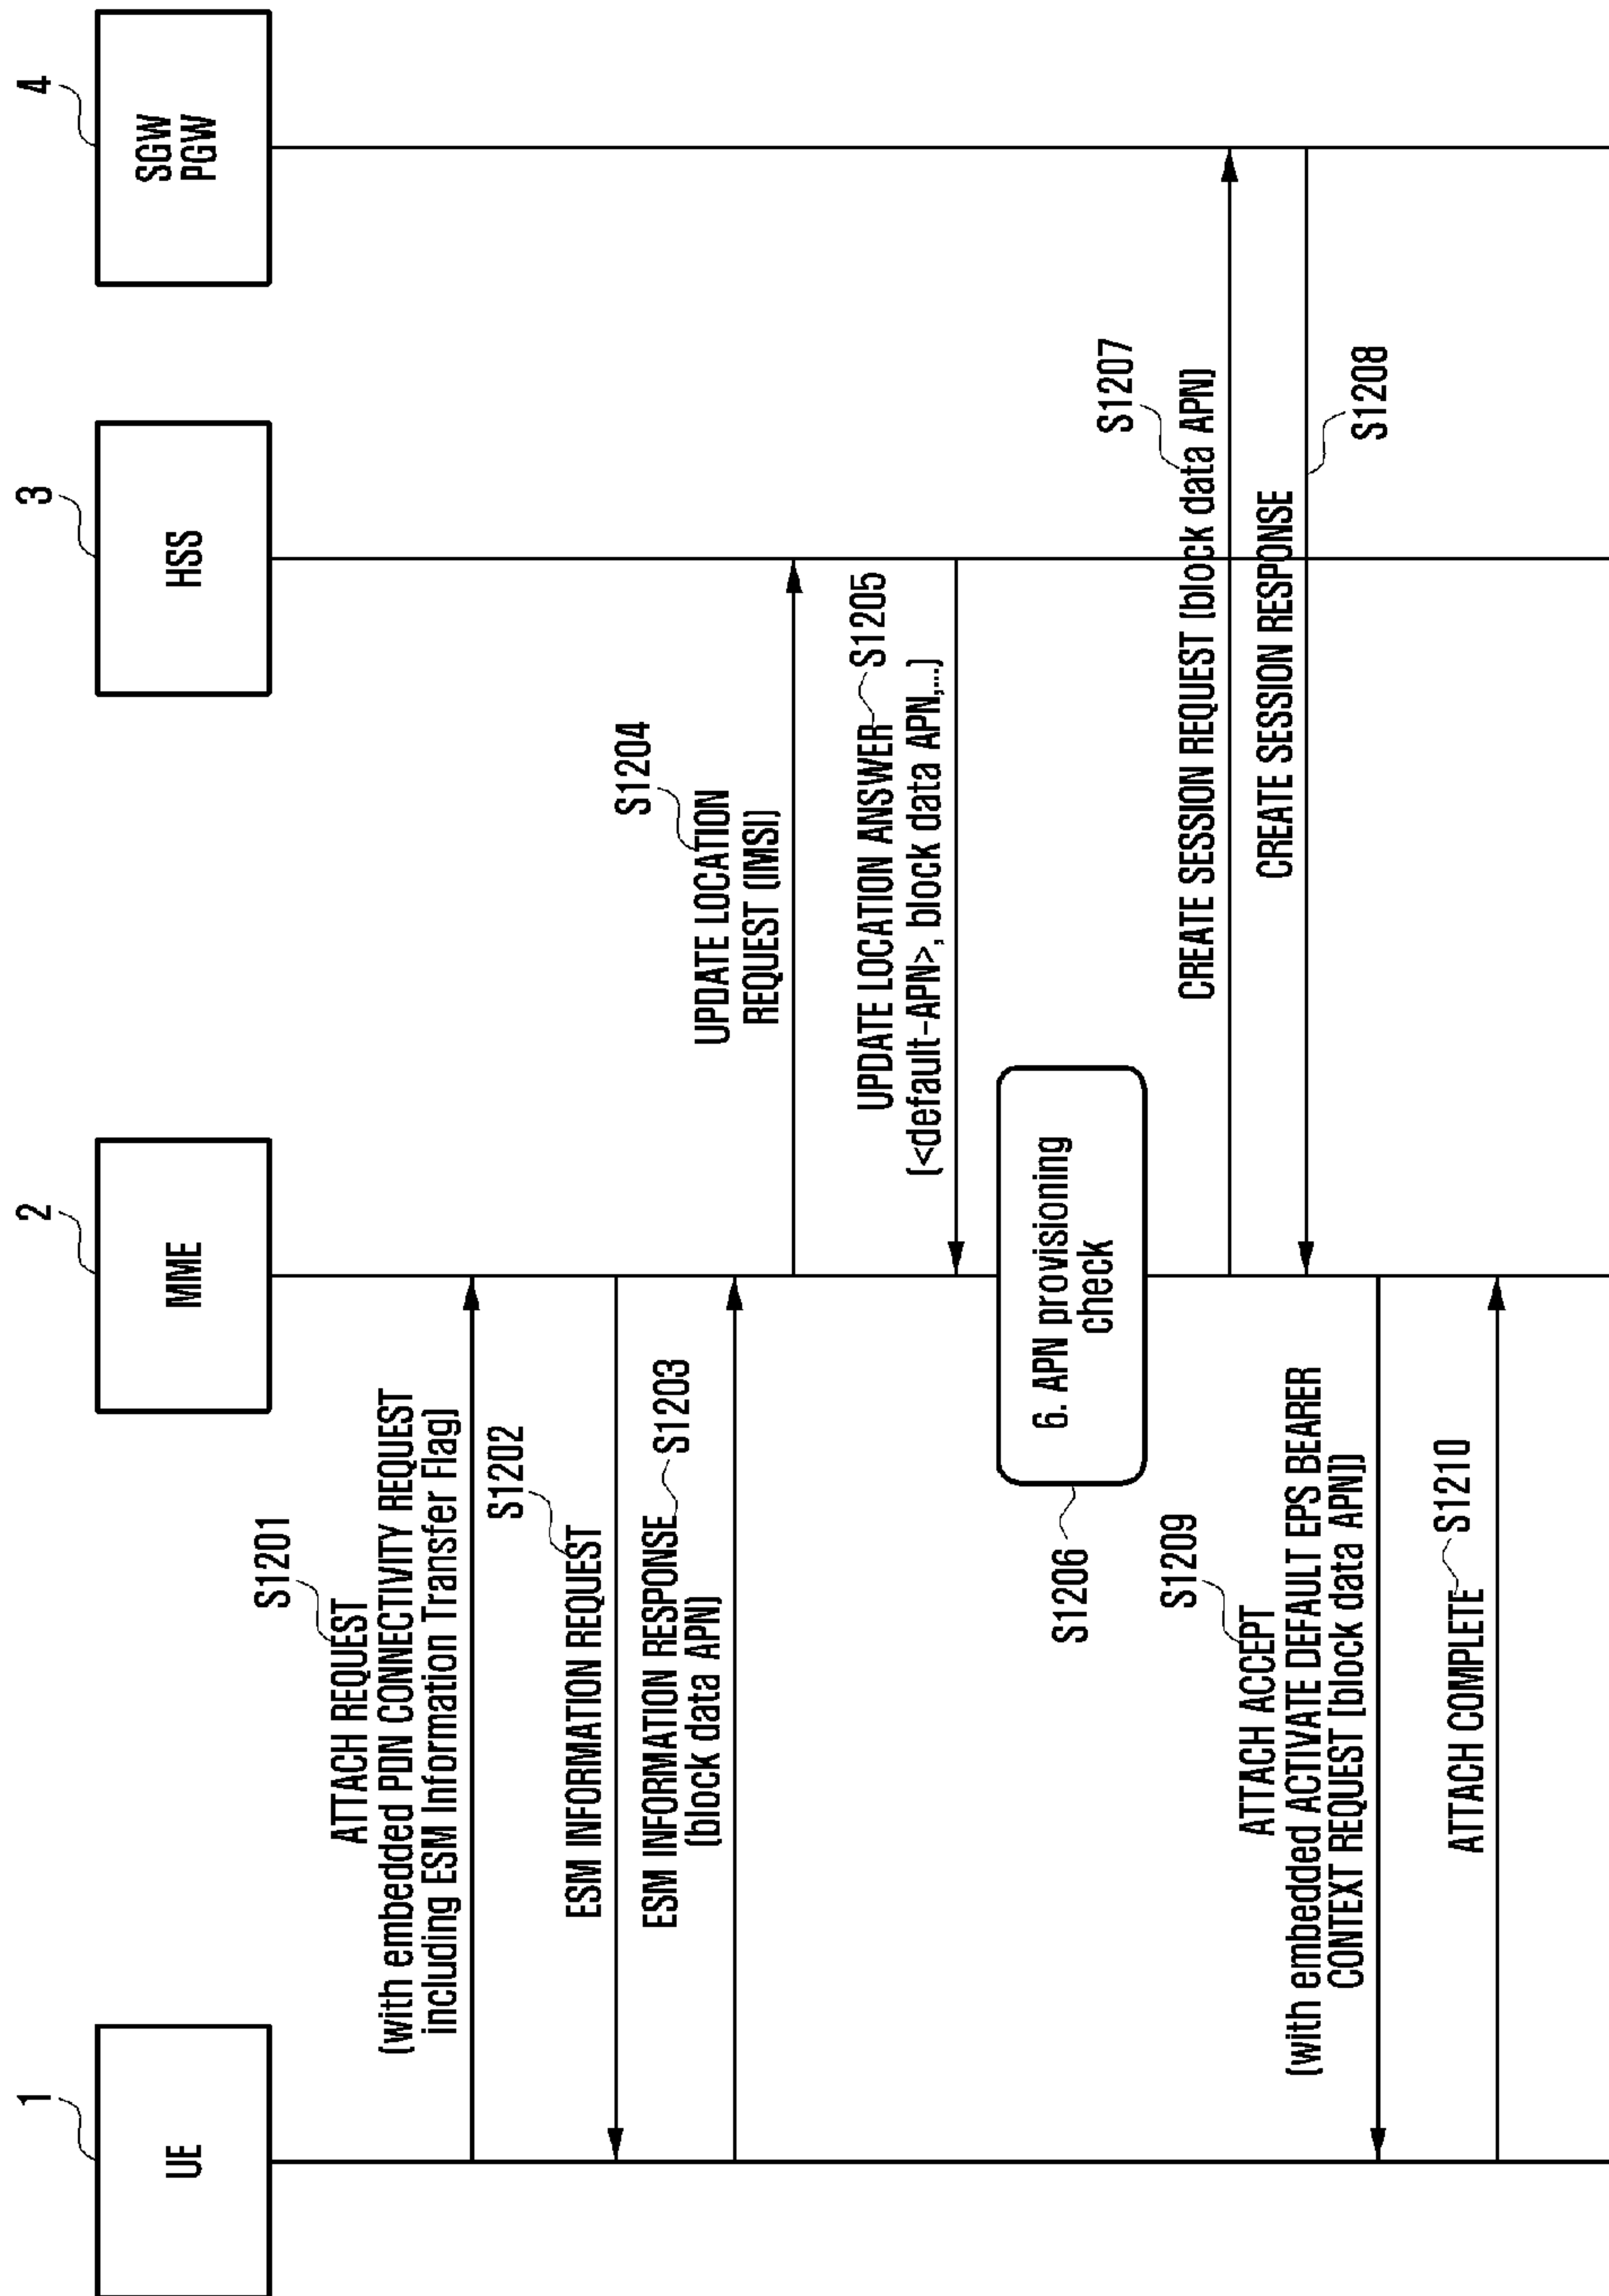 1
UE
2
MME
3
HSS
4
SGW
PGW
S1201
ATTACH REQUEST
(with embedded PDN CONNECTIVITY REQUEST
including ESM Information Transfer Flag)
S1202
ESM INFORMATION REQUEST
ESM INFORMATION RESPONSE S1203
(block data APN)
S1204
UPDATE LOCATION
REQUEST (IMSI)
UPDATE LOCATION ANSWER S1205
(<default-APN>, block data APN,...)
6. APN provisioning
check
S1206
S1207
CREATE SESSION REQUEST (block data APN)
CREATE SESSION RESPONSE
S1208
S1209
ATTACH ACCEPT
(with embedded ACTIVATE DEFAULT EPS BEARER
CONTEXT REQUEST [block data APN])
ATTACH COMPLETE S1210